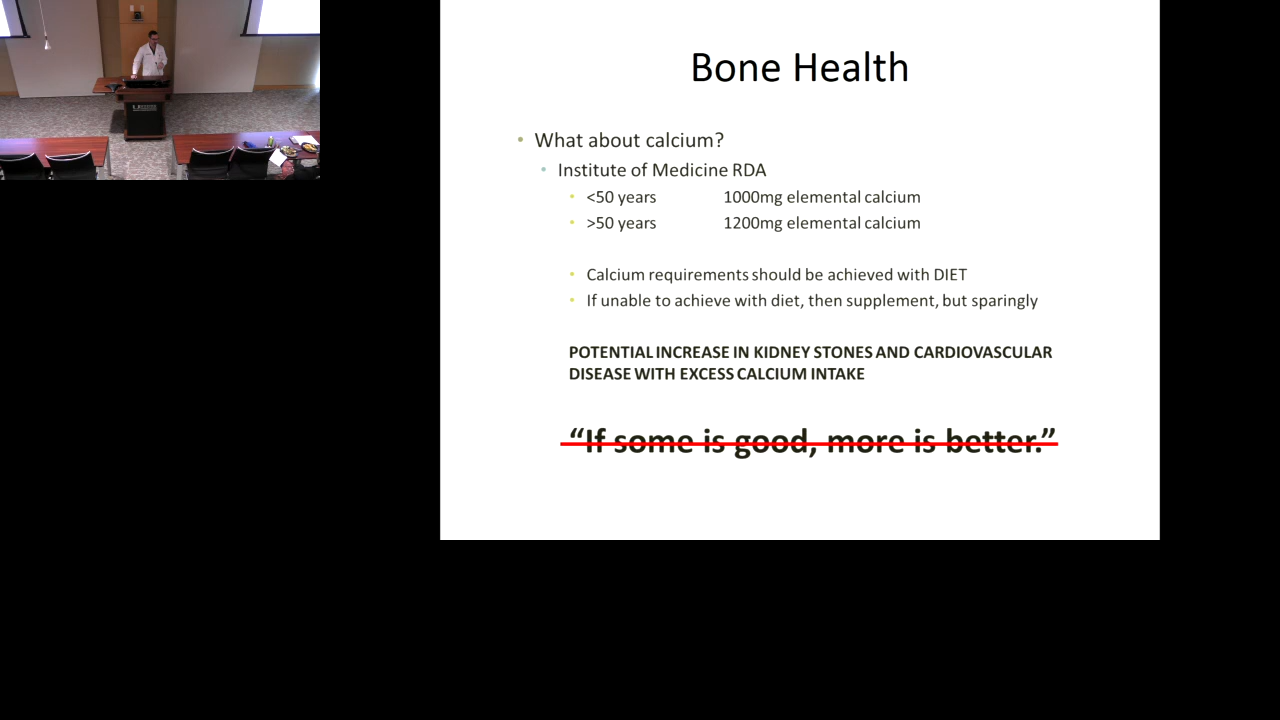 Bone Health
• What about calcium?
• Institute of Medicine RDA
• <50 years 1000mg elemental calcium
• >50 years 1200mg elemental calcium
• Calcium requirements should be achieved with DIET
• If unable to achieve with diet, then supplement, but sparingly
POTENTIAL INCREASE IN KIDNEY STONES AND CARDIOVASCULAR
DISEASE WITH EXCESS CALCIUM INTAKE
“If some is good, more is better.”